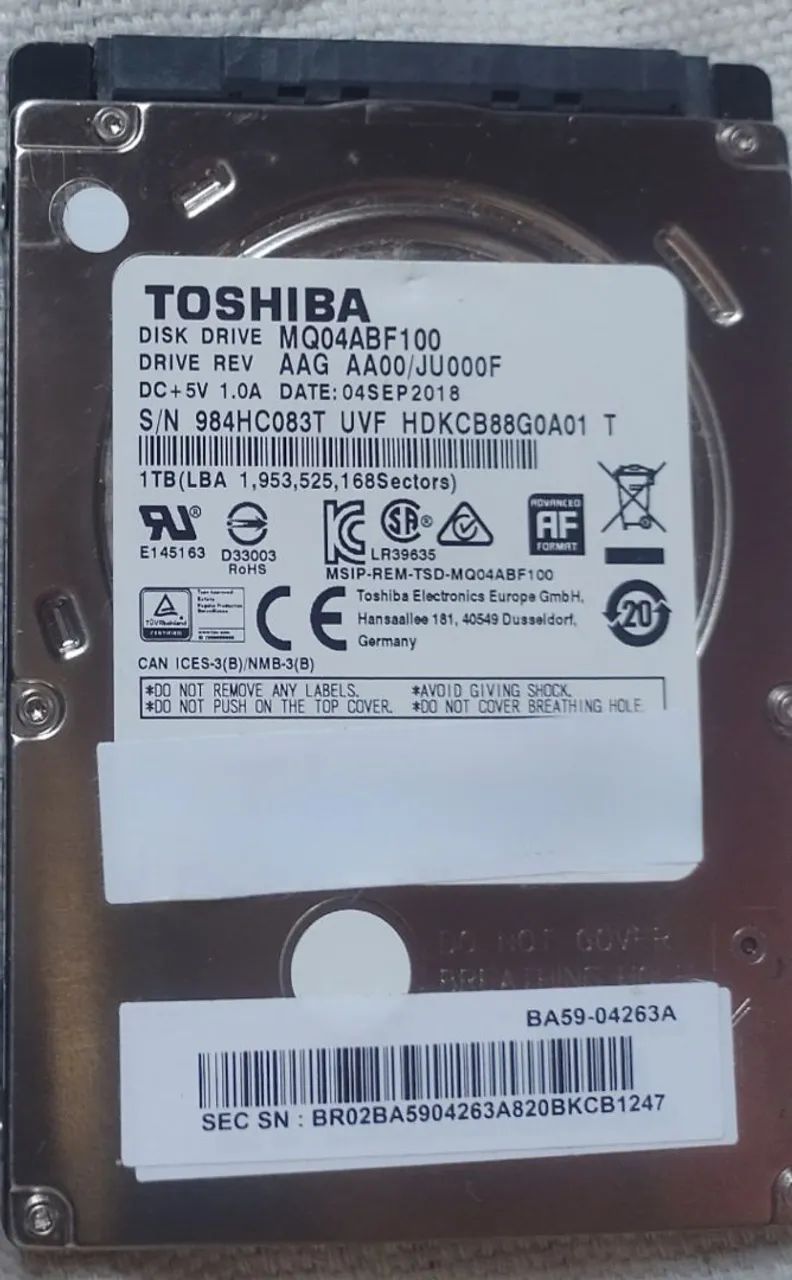 TOSHIBA
DISK DRIVE MQ04ABF100
DRIVE REV AAG AA00/JU000F
DC+5V 1.0A DATE:04SEP2018
S/N 984HC083T UVF HDKCB88G0A01 T
1TB(LBA 1,953,525,168Sectors)
E145163
D33003
RoHS
LR39635
MSIP-REM-TSD-MQ04ABF100
ADVANCED
AF
FORMAT
20
TÜVRheinland
CERTIFIED
CE
Toshiba Electronics Europe GmbH,
Hansaallee 181, 40549 Dusseldorf,
Germany
CAN ICES-3(B)/NMB-3(B)
*DO NOT REMOVE ANY LABELS. *AVOID GIVING SHOCK.
*DO NOT PUSH ON THE TOP COVER. *DO NOT COVER BREATHING HOLE.
DO NOT COVER
BREATHING
BA59-04263A
SEC SN : BR02BA5904263A820BKCB1247